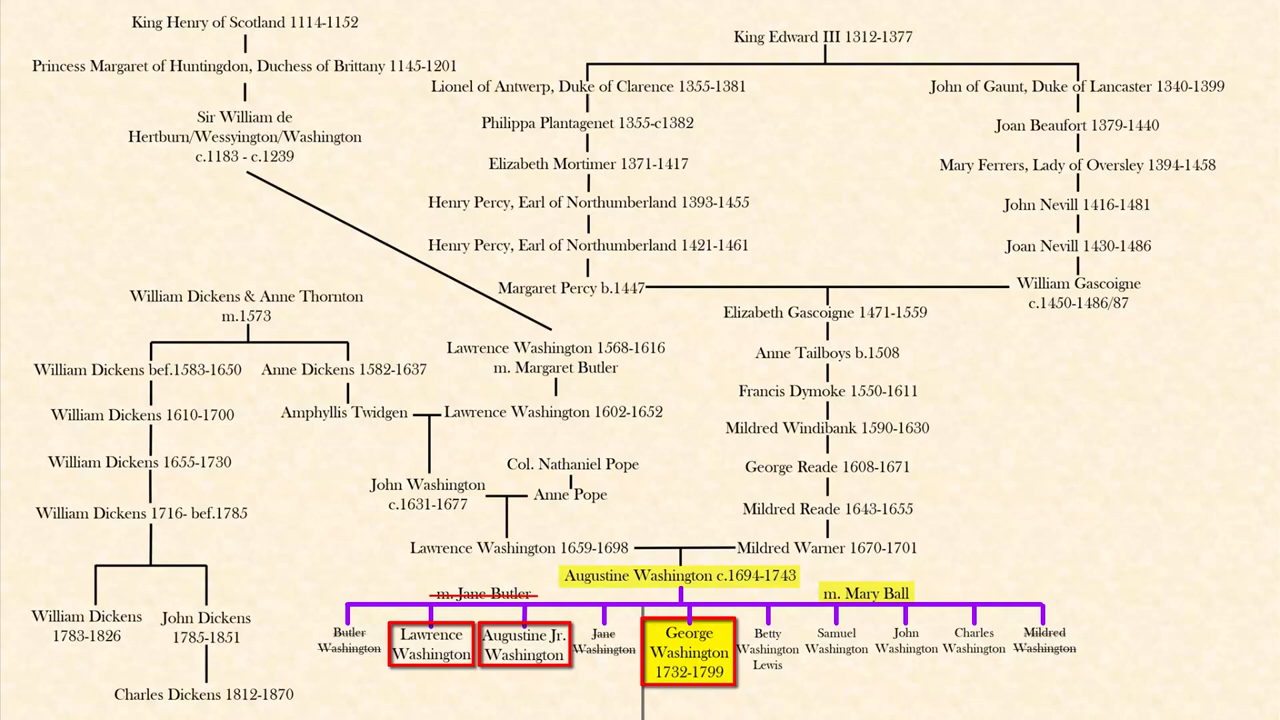 King Henry of Scotland 1114-1152
Princess Margaret of Huntingdon, Duchess of Brittany 1145-1201
Sir William de
Hertburn/Wessyington/Washington
c.1183 - c.1239
King Edward III 1312-1377
Lionel of Antwerp, Duke of Clarence 1355-1381
John of Gaunt, Duke of Lancaster 1340-1399
Philippa Plantagenet 1355-c1382
Joan Beaufort 1379-1440
Elizabeth Mortimer 1371-1417
Mary Ferrers, Lady of Oversley 1394-1458
Henry Percy, Earl of Northumberland 1393-1455
John Nevill 1416-1481
Henry Percy, Earl of Northumberland 1421-1461
Joan Nevill 1430-1486
Margaret Percy b.1447
William Gascoigne
c.1450-1486/87
Elizabeth Gascoigne 1471-1559
Anne Tailboys b.1508
Francis Dymoke 1550-1611
Mildred Windibank 1590-1630
George Reade 1608-1671
Mildred Reade 1643-1655
Mildred Warner 1670-1701
William Dickens & Anne Thornton
m.1573
William Dickens bef.1583-1650
Anne Dickens 1582-1637
Lawrence Washington 1568-1616
m. Margaret Butler
William Dickens 1610-1700
Amphyllis Twidgen
Lawrence Washington 1602-1652
William Dickens 1655-1730
Col. Nathaniel Pope
John Washington
c.1631-1677
Anne Pope
William Dickens 1716- bef.1785
Lawrence Washington 1659-1698
Augustine Washington c.1694-1743
m. Jane Butler
m. Mary Ball
William Dickens
1783-1826
John Dickens
1785-1851
Charles Dickens 1812-1870
Butler
Washington
Lawrence
Washington
Augustine Jr.
Washington
Jane
Washington
George
Washington
1732-1799
Betty
Washington
Lewis
Samuel
Washington
John
Washington
Charles
Washington
Mildred
Washington